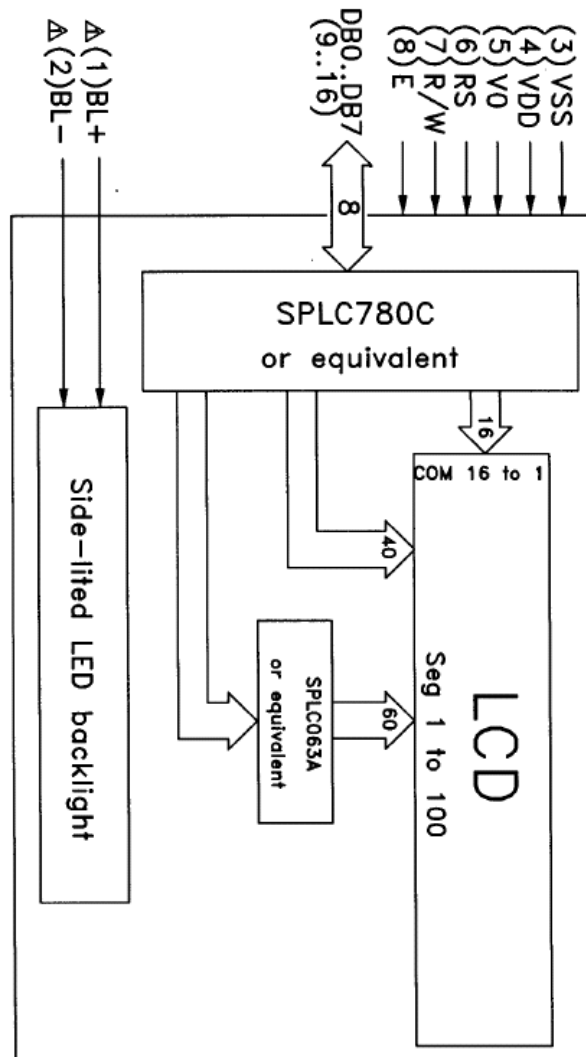 (3)VSS
(4)VDD
(5)V0
(6)RS
(7)R/W
(8)E
DB0..DB7
(9..16)
(1)BL+
(2)BL-
8
SPLC780C
or equivalent
16
COM 16 to 1
40
LCD
Seg 1 to 100
60
SPLC063A
or equivalent
Side-lited LED backlight